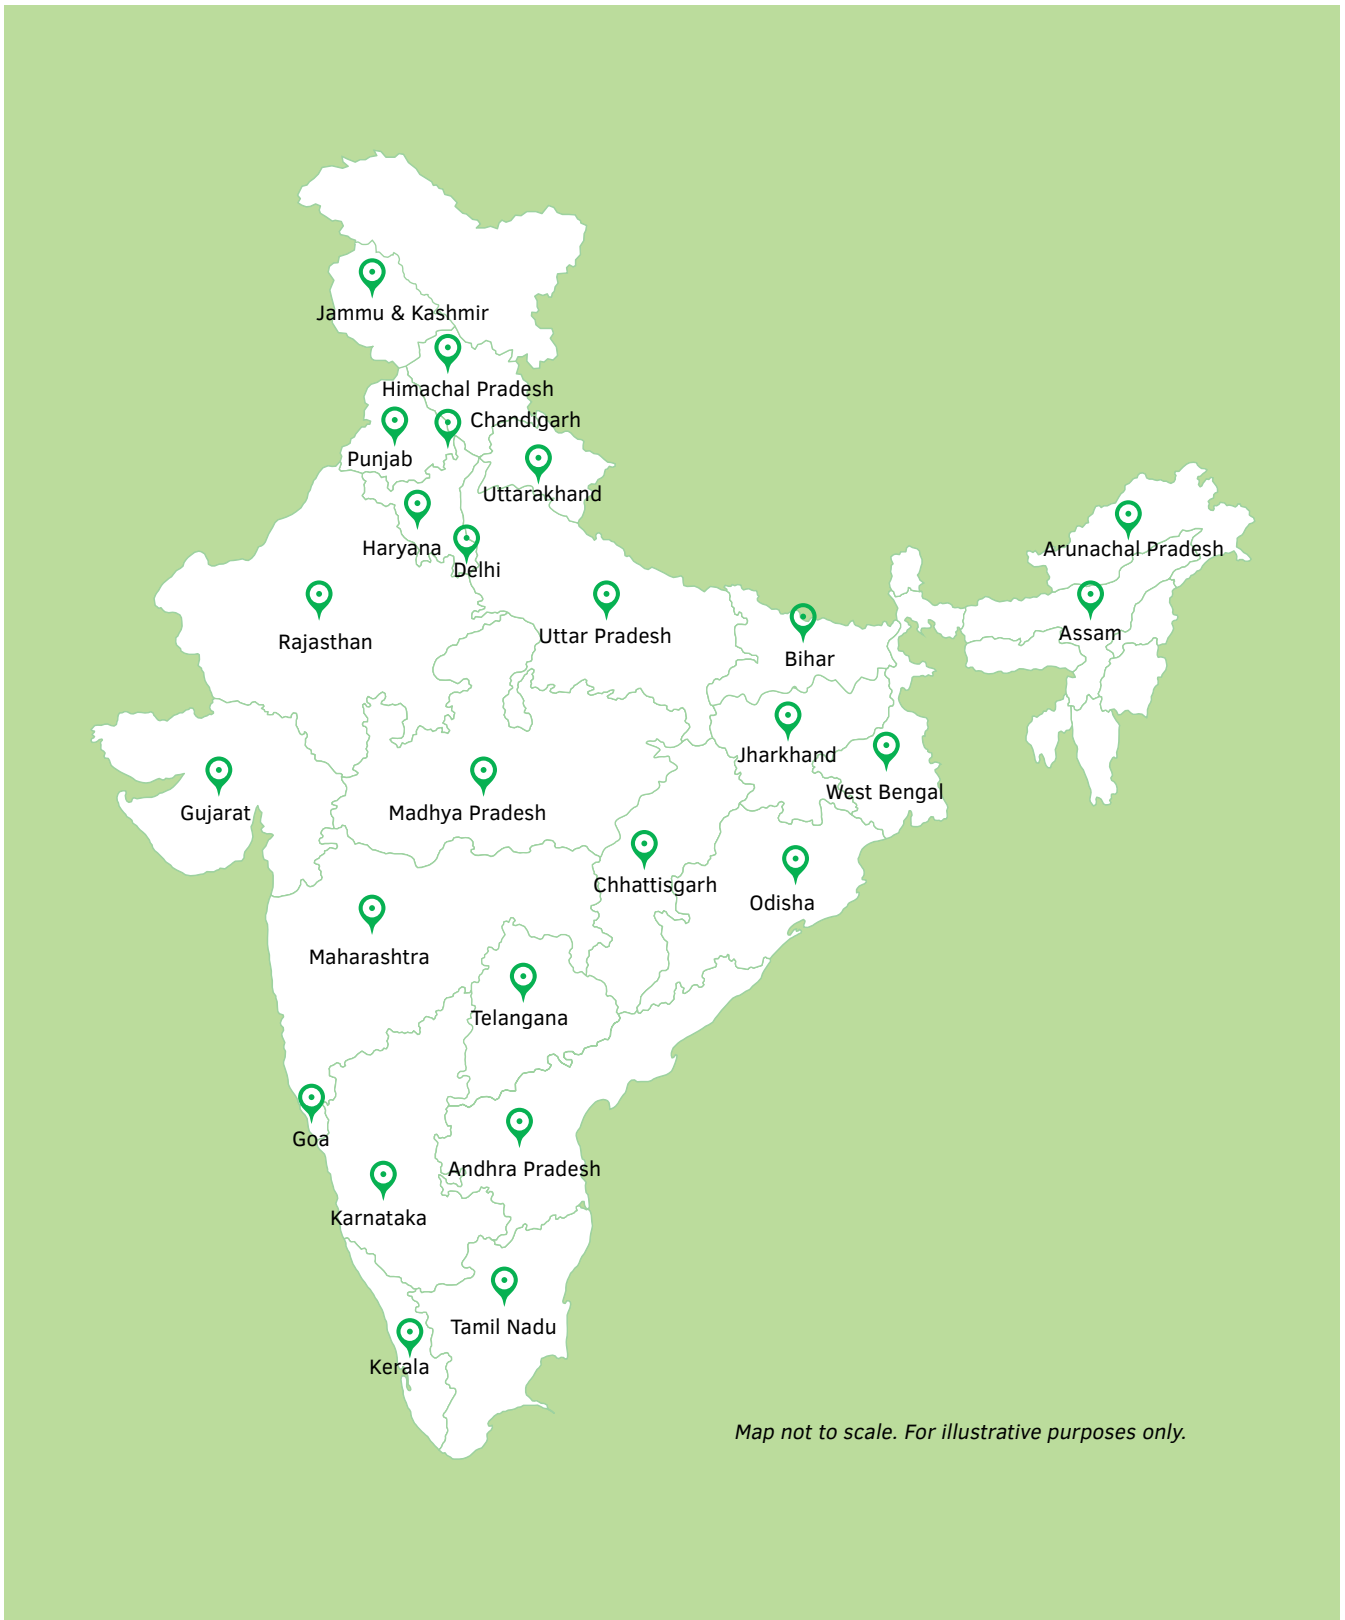 Jammu & Kashmir
Himachal Pradesh
Chandigarh
Punjab
Uttarakhand
Haryana
Arunachal Pradesh
Delhi
Assam
Uttar Pradesh
Rajasthan
Bihar
Jharkhand
West Bengal
Gujarat
Madhya Pradesh
Chhattisgarh
Odisha
Maharashtra
Telangana
Goa
Andhra Pradesh
Karnataka
Tamil Nadu
Kerala
Map not to scale. For illustrative purposes only.